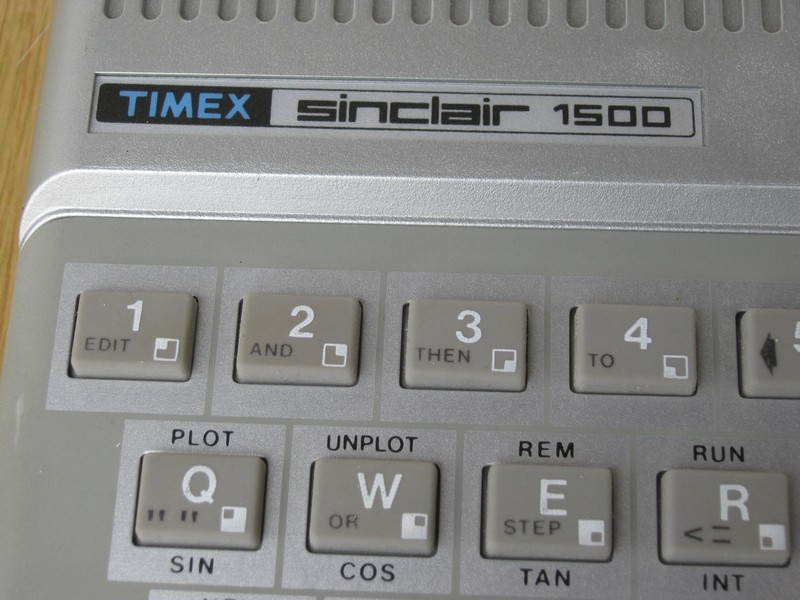 TIMEX sinclair 1500
1 2 3 4 5
EDIT AND THEN TO
PLOT UNPLOT REM RUN
Q W E R
" " OR STEP <=
SIN COS TAN INT